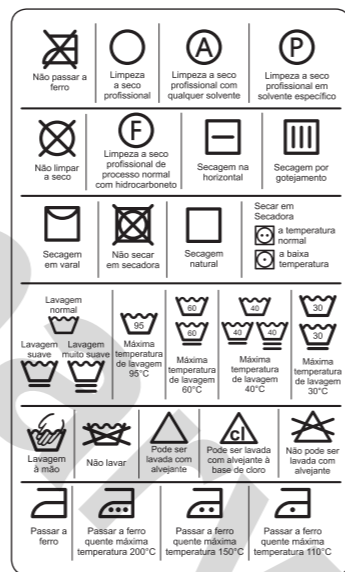 Não passar a
ferro
Limpeza
a seco
profissional
A
Limpeza a seco
profissional com
qualquer solvente
P
Limpeza a seco
profissional em
solvente específico
Não limpar
a seco
F
Limpeza a seco
profissional de
processo normal
com hidrocarboneto
Secagem na
horizontal
Secagem por
gotejamento
Secagem
em varal
Não secar
em secadora
Secagem
natural
Secar em
Secadora
a temperatura
normal
a baixa
temperatura
Lavagem
normal
Lavagem
suave
Lavagem
muito suave
95
Máxima
temperatura
de lavagem
95°C
60
60
Máxima
temperatura
de lavagem
60°C
40
40
40
Máxima
temperatura
de lavagem
40°C
30
30
Máxima
temperatura
de lavagem
30°C
Lavagem
à mão
Não lavar
Pode ser
lavada com
alvejante
cl
Pode ser lavada
com alvejante à
base de cloro
Não pode ser
lavada com
alvejante
Passar a
ferro
Passar a ferro
quente máxima
temperatura 200°C
Passar a ferro
quente máxima
temperatura 150°C
Passar a ferro
quente máxima
temperatura 110°C